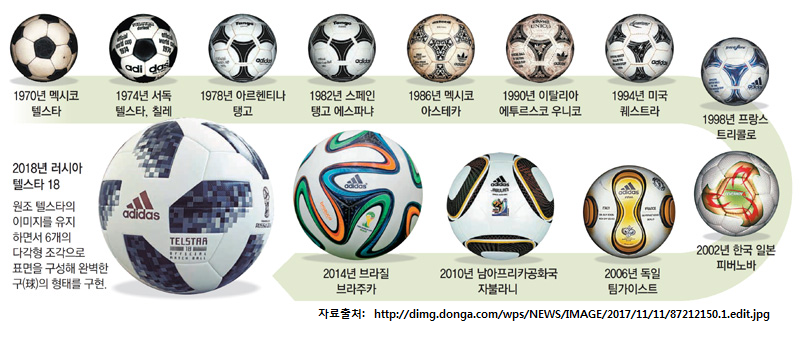 1970년 멕시코
텔스타
1974년 서독
텔스타, 칠레
1978년 아르헨티나
탱고
1982년 스페인
탱고 에스파냐
1986년 멕시코
아스테카
1990년 이탈리아
에투르스코 우니코
1994년 미국
퀘스트라
1998년 프랑스
트리콜로
2002년 한국 일본
피버노바
2006년 독일
팀가이스트
2010년 남아프리카공화국
자불라니
2014년 브라질
브라주카
2018년 러시아
텔스타 18
원조 텔스타의
이미지를 유지
하면서 6개의
다각형 조각으로
표면을 구성해 완벽한
구(球)의 형태를 구현.
adidas
TELSTAR
18
OFFICIAL
MATCH BALL
adidas
자료출처: http://dimg.donga.com/wps/NEWS/IMAGE/2017/11/11/87212150.1.edit.jpg